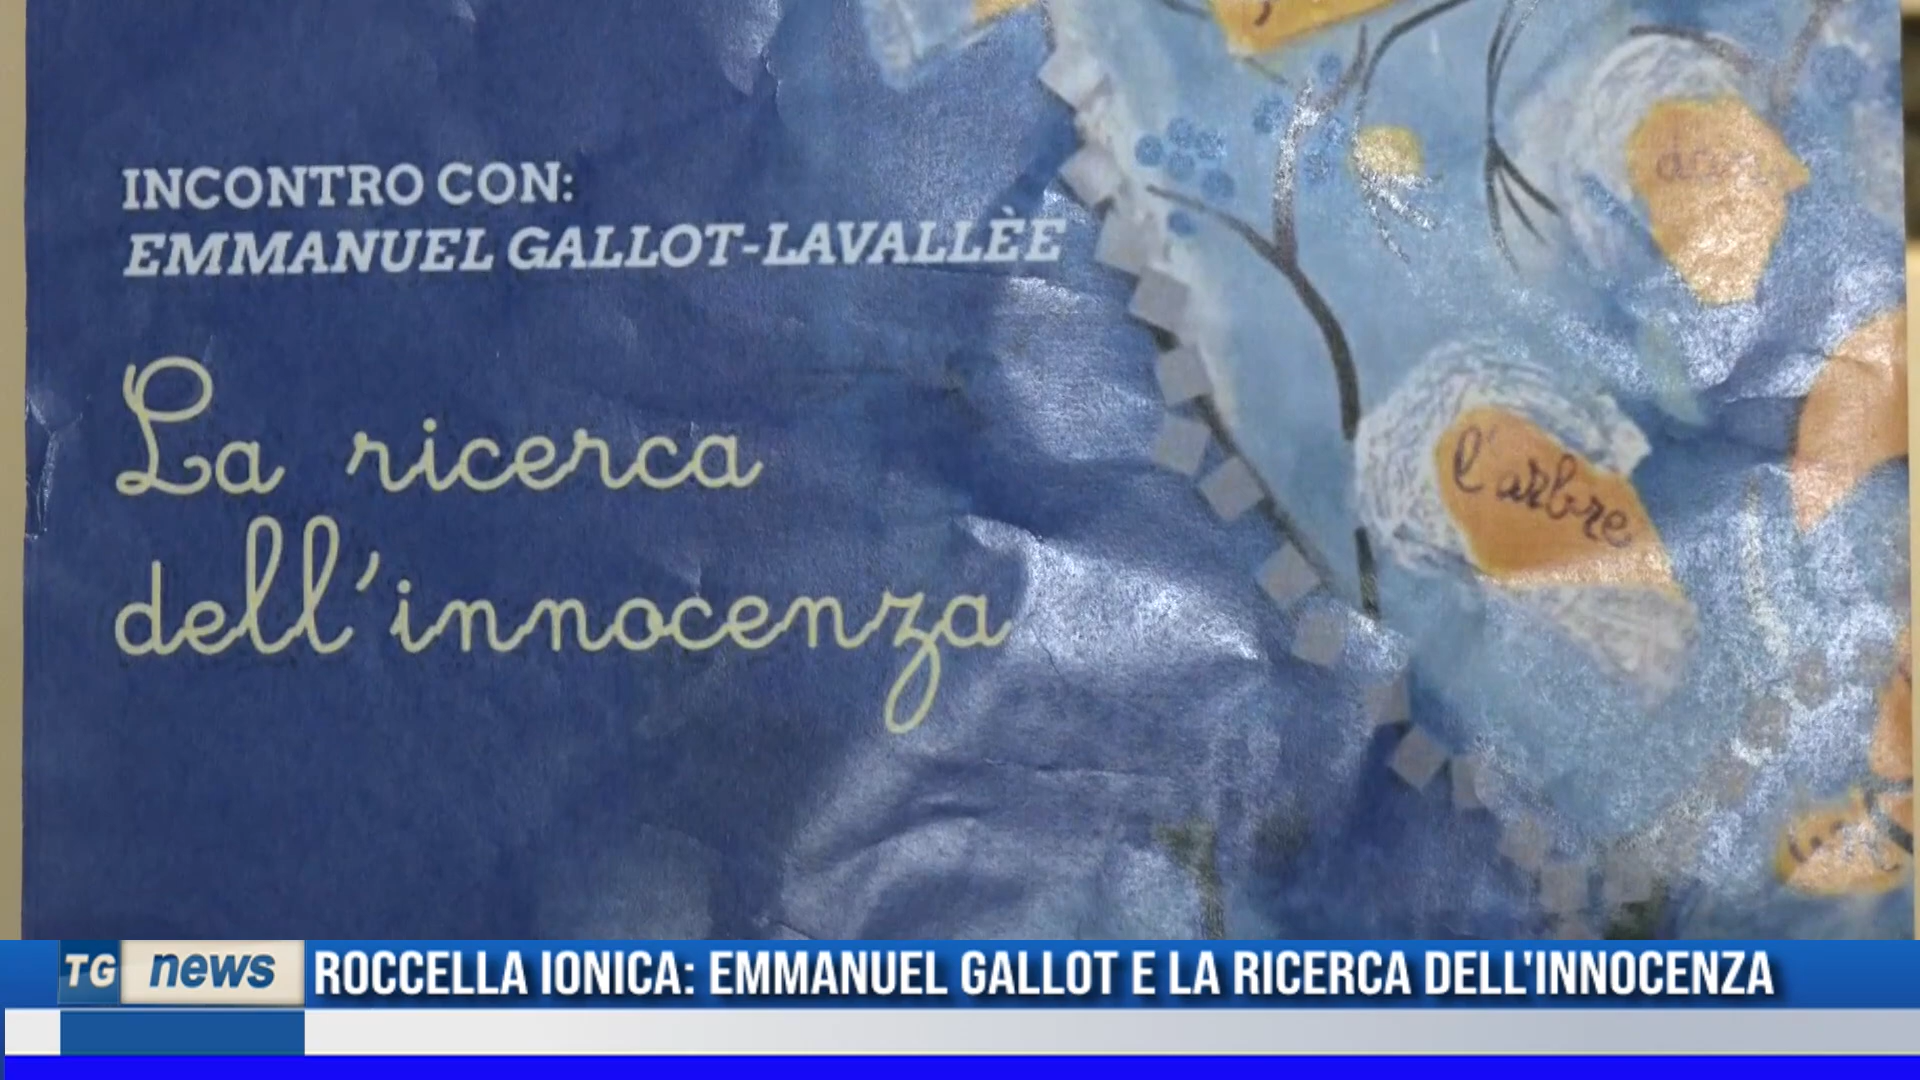 INCONTRO CON:
EMMANUEL GALLOT-LAVALLÈE
La ricerca
dell'innocenza
l'arbre
TG news ROCCELLA IONICA: EMMANUEL GALLOT E LA RICERCA DELL'INNOCENZA